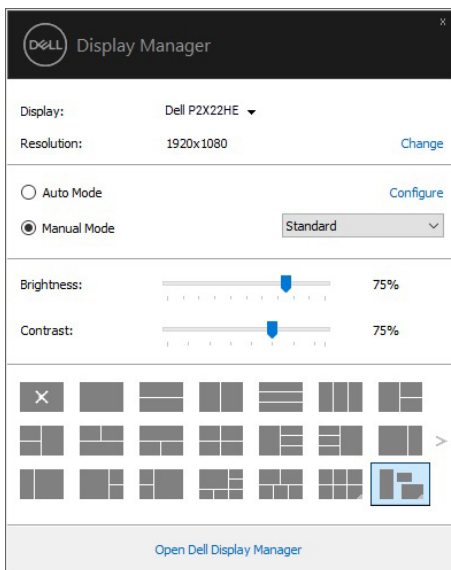 x
DELL Display Manager
Display: Dell P2X22HE
Resolution: 1920x1080 Change
Auto Mode Configure
Manual Mode Standard
Brightness: 75%
Contrast: 75%
Open Dell Display Manager